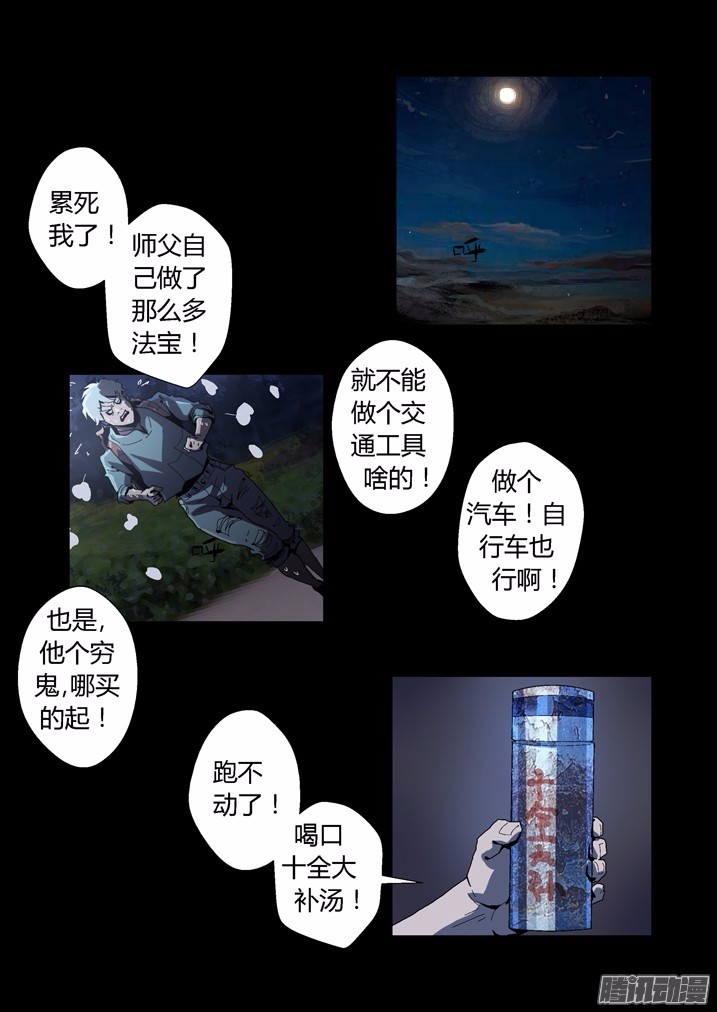 累死
我了！
师父自
己做了
那么多
法宝！
就不能
做个交
通工具
啥的！
做个
汽车！自
行车也
行啊！
也是，
他个穷
鬼，哪买
的起！
跑不
动了！
喝口
十全大
补汤！
十全大补
腾讯动漫